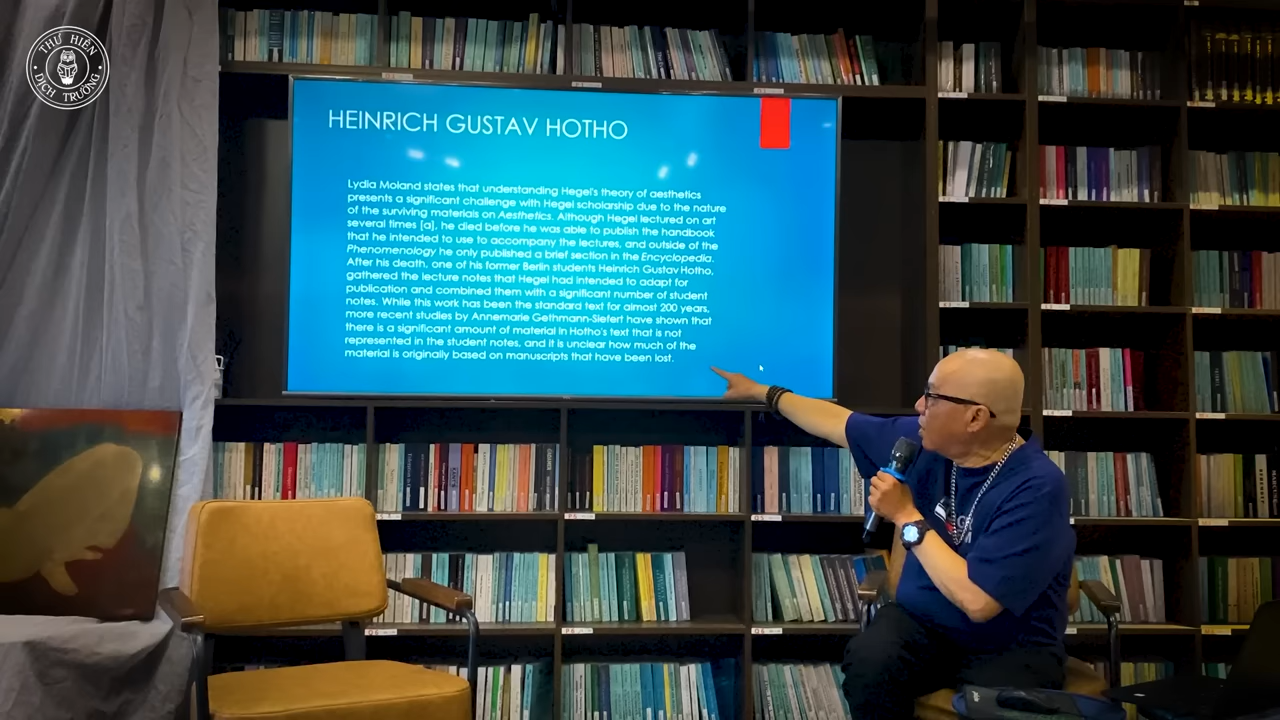 THƯ HIÊN
DỊCH TRƯỜNG
HEINRICH GUSTAV HOTHO
Lydia Moland states that understanding Hegel's theory of aesthetics
presents a significant challenge with Hegel scholarship due to the nature
of the surviving materials on Aesthetics. Although Hegel lectured on art
several times [a], he died before he was able to publish the handbook
that he intended to use to accompany the lectures, and outside of the
Phenomenology he only published a brief section in the Encyclopedia.
After his death, one of his former Berlin students Heinrich Gustav Hotho,
gathered the lecture notes that Hegel had intended to adapt for
publication and combined them with a significant number of student
notes. While this work has been the standard text for almost 200 years,
more recent studies by Annemarie Gethmann-Siefert have shown that
there is a significant amount of material in Hotho's text that is not
represented in the student notes, and it is unclear how much of the
material is originally based on manuscripts that have been lost.